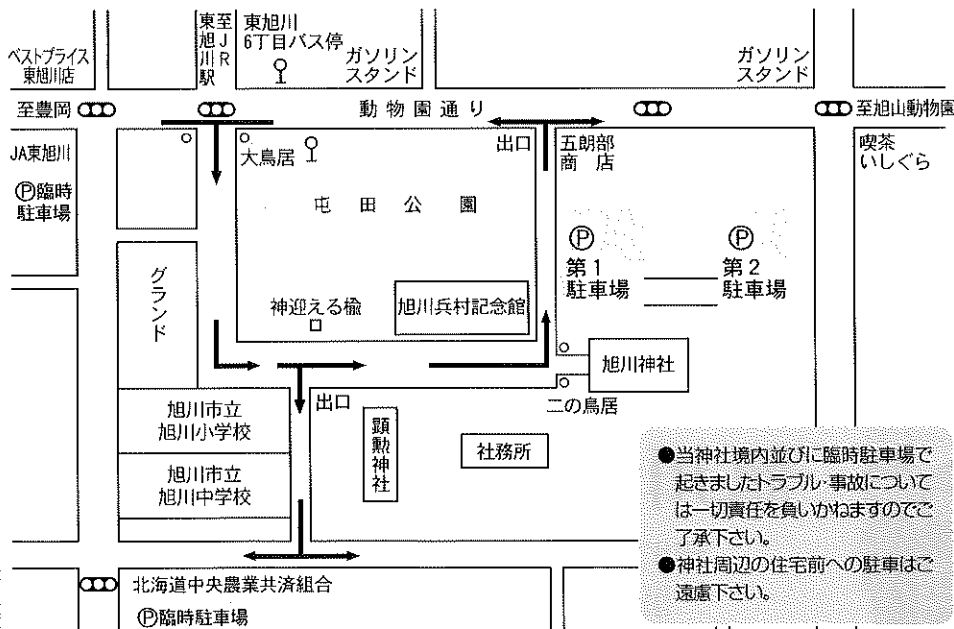 ベストプライス
東旭川店
至JR
東旭川駅
東旭川
6丁目バス停
ガソリン
スタンド
ガソリン
スタンド
至豊岡
動物園通り
至旭山動物園
JA東旭川
Ⓟ臨時
駐車場
大鳥居
出口
五朗部
商店
喫茶
いしぐら
屯田公園
Ⓟ
第1
駐車場
Ⓟ
第2
駐車場
グランド
神迎える楡
旭川兵村記念館
旭川神社
二の鳥居
出口
旭川市立
旭川小学校
旭川市立
旭川中学校
顕勲神社
社務所
●当神社境内並びに臨時駐車場で
起きましたトラブル・事故について
は一切責任を負いかねますのでご
了承下さい。
●神社周辺の住宅前への駐車はご
遠慮下さい。
北海道中央農業共済組合
Ⓟ臨時駐車場